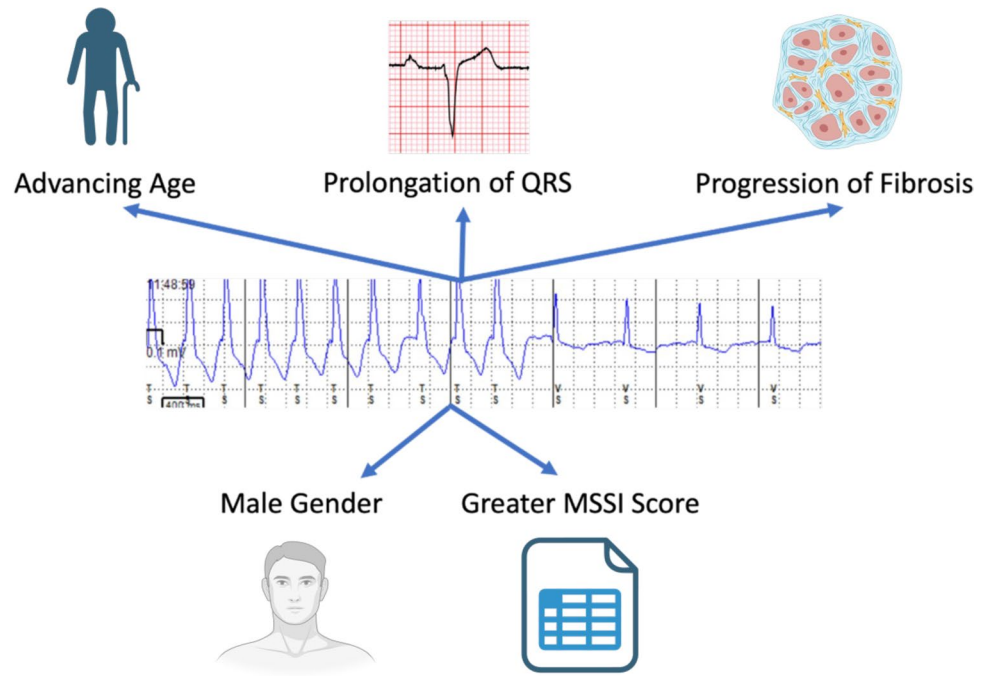 Advancing Age
Prolongation of QRS
Progression of Fibrosis
11:48:59
0.1 mV
T T T T T T T T T T V V V V
S S S S S S S S S S S S S S
400 ms
Male Gender
Greater MSSI Score